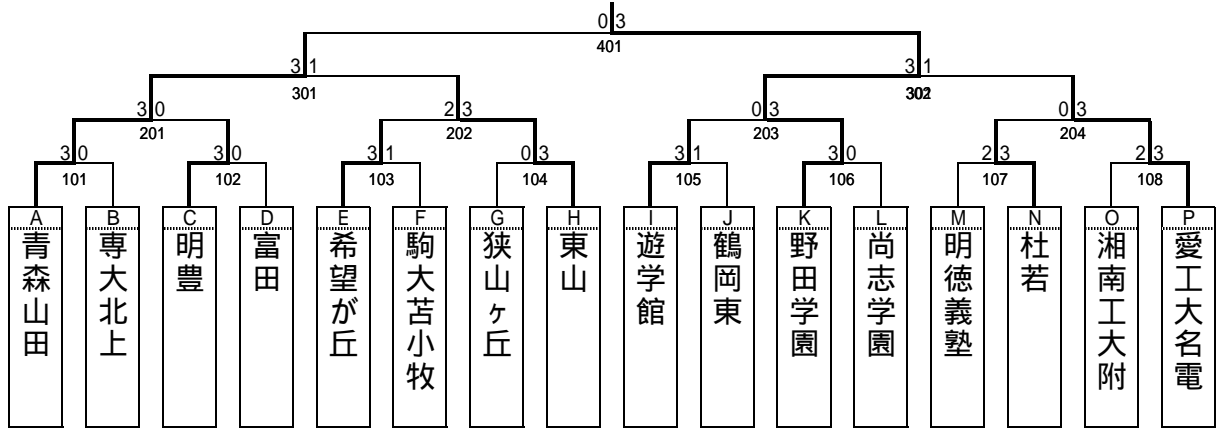 0 3
401
3 1
301
3 1
302
3 0
201
2 3
202
0 3
203
0 3
204
3 0
101
3 0
102
3 1
103
0 3
104
3 1
105
3 0
106
2 3
107
2 3
108
A
青森山田
B
専大北上
C
明豊
D
富田
E
希望が丘
F
駒大苫小牧
G
狭山ヶ丘
H
東山
I
遊学館
J
鶴岡東
K
野田学園
L
尚志学園
M
明徳義塾
N
杜若
O
湘南工大附
P
愛工大名電